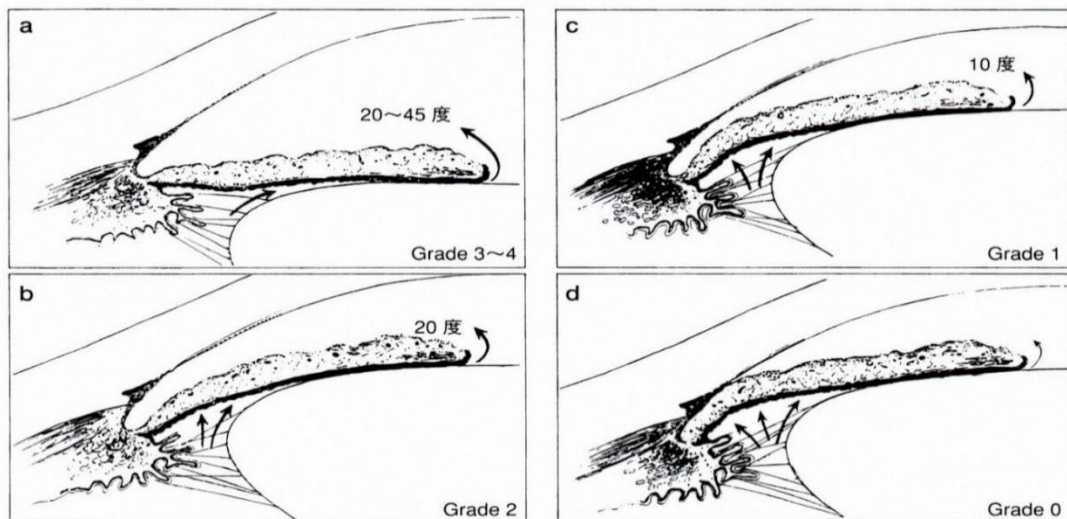 a
20～45 度
Grade 3～4
b
20 度
Grade 2
c
10 度
Grade 1
d
Grade 0